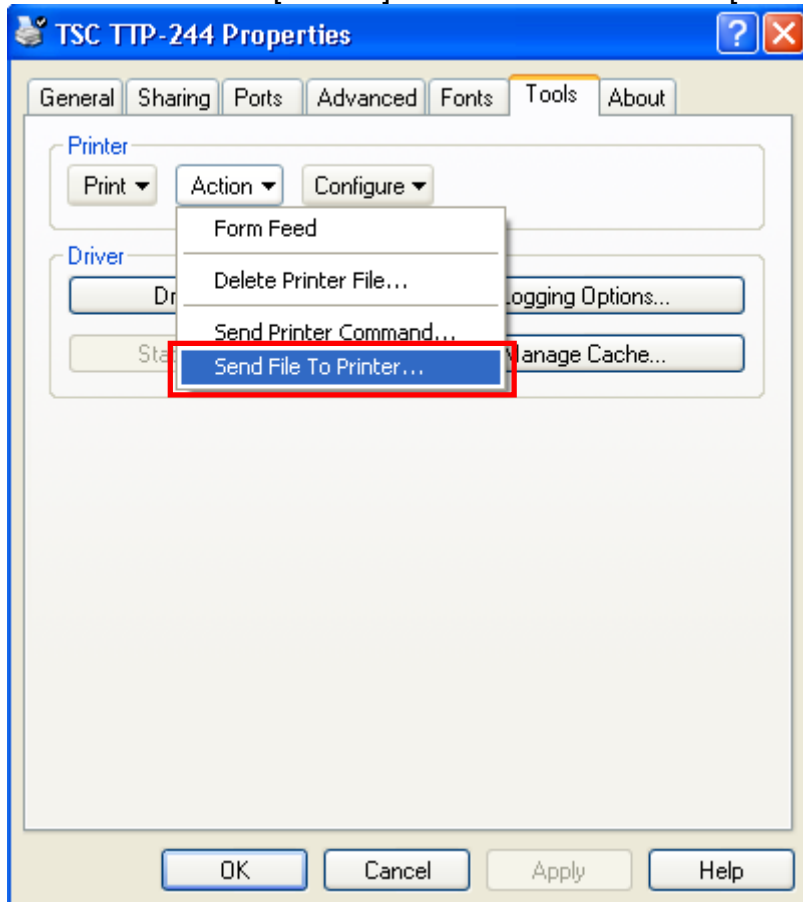 TSC TTP-244 Properties
General Sharing Ports Advanced Fonts Tools About
Printer
Print Action Configure
Form Feed
Driver
Delete Printer File...
Logging Options...
Send Printer Command...
Manage Cache...
Send File To Printer...
OK Cancel Apply Help